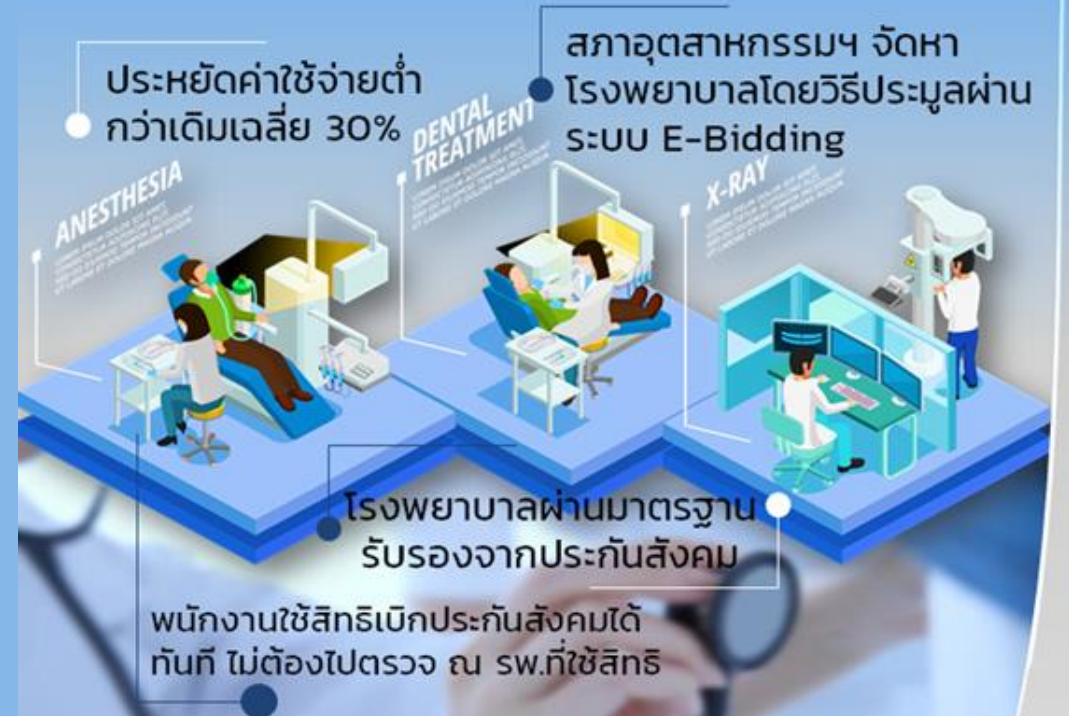 ประหยัดค่าใช้จ่ายต่ำ
กว่าเดิมเฉลี่ย 30%
สภาอุตสาหกรรมฯ จัดหา
โรงพยาบาลโดยวิธีประมูลผ่าน
ระบบ E-Bidding
ANESTHESIA
DENTAL
TREATMENT
X-RAY
โรงพยาบาลผ่านมาตรฐาน
รับรองจากประกันสังคม
พนักงานใช้สิทธิเบิกประกันสังคมได้
ทันที ไม่ต้องไปตรวจ ณ รพ.ที่ใช้สิทธิ